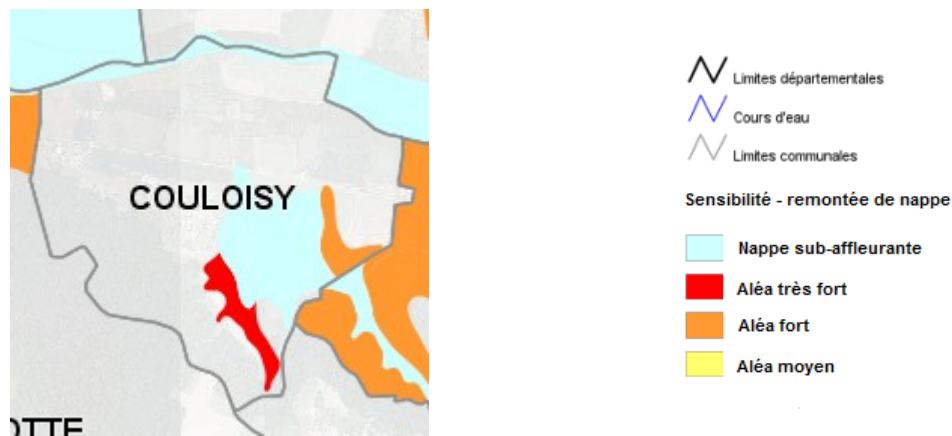 COULOISY
OTTE
Limites départementales
Cours d'eau
Limites communales
Sensibilité - remontée de nappe
Nappe sub-affleurante
Aléa très fort
Aléa fort
Aléa moyen